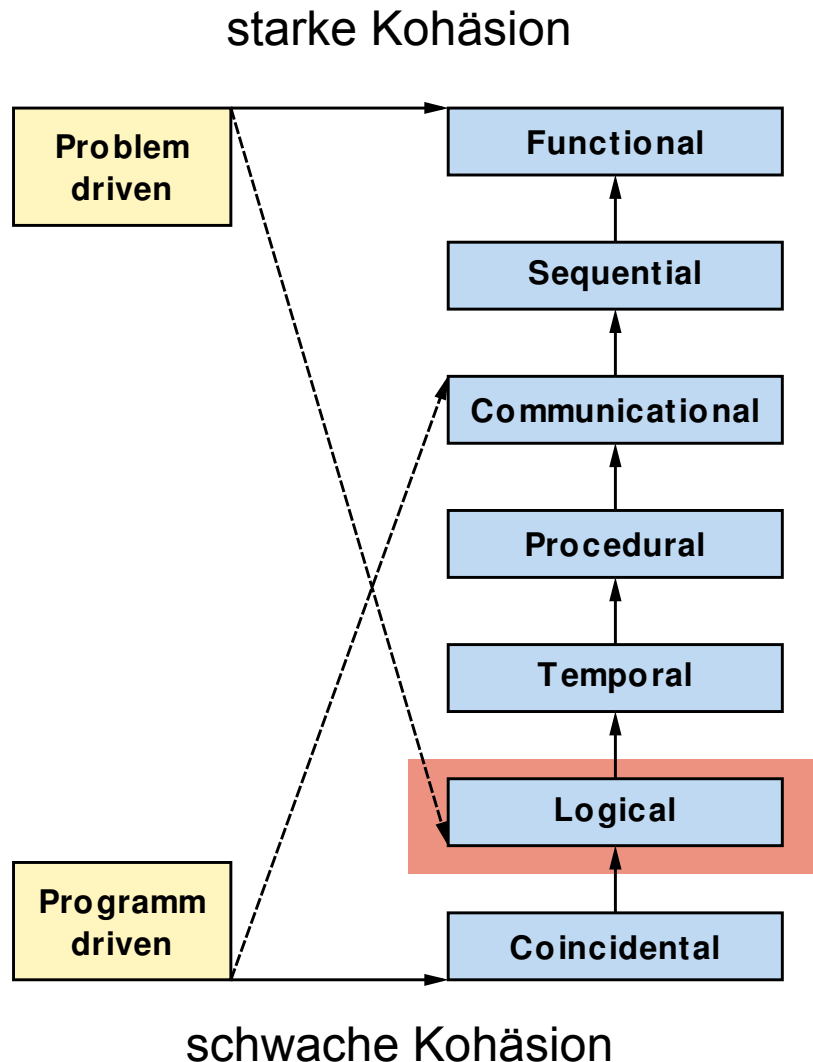 starke Kohäsion
Problem
driven
Functional
Sequential
Communicational
Procedural
Temporal
Logical
Programm
driven
Coincidental
schwache Kohäsion